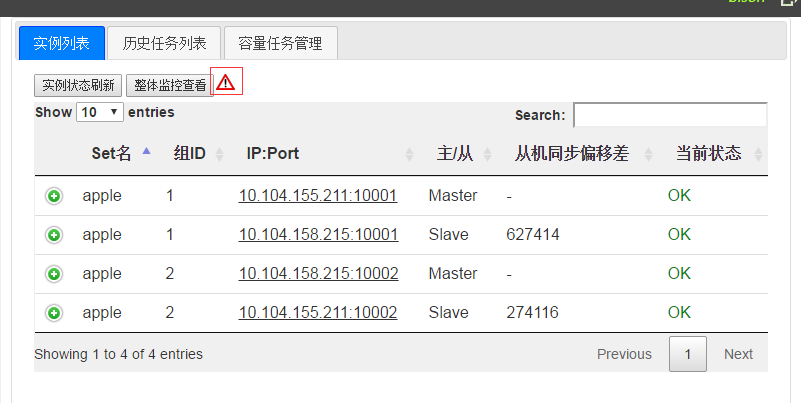 实例列表 历史任务列表 容量任务管理
实例状态刷新 整体监控查看
Show 10 entries Search:
Set名 组ID IP:Port 主/从 从机同步偏移差 当前状态
apple 1 10.104.155.211:10001 Master - OK
apple 1 10.104.158.215:10001 Slave 627414 OK
apple 2 10.104.158.215:10002 Master - OK
apple 2 10.104.155.211:10002 Slave 274116 OK
Showing 1 to 4 of 4 entries Previous 1 Next